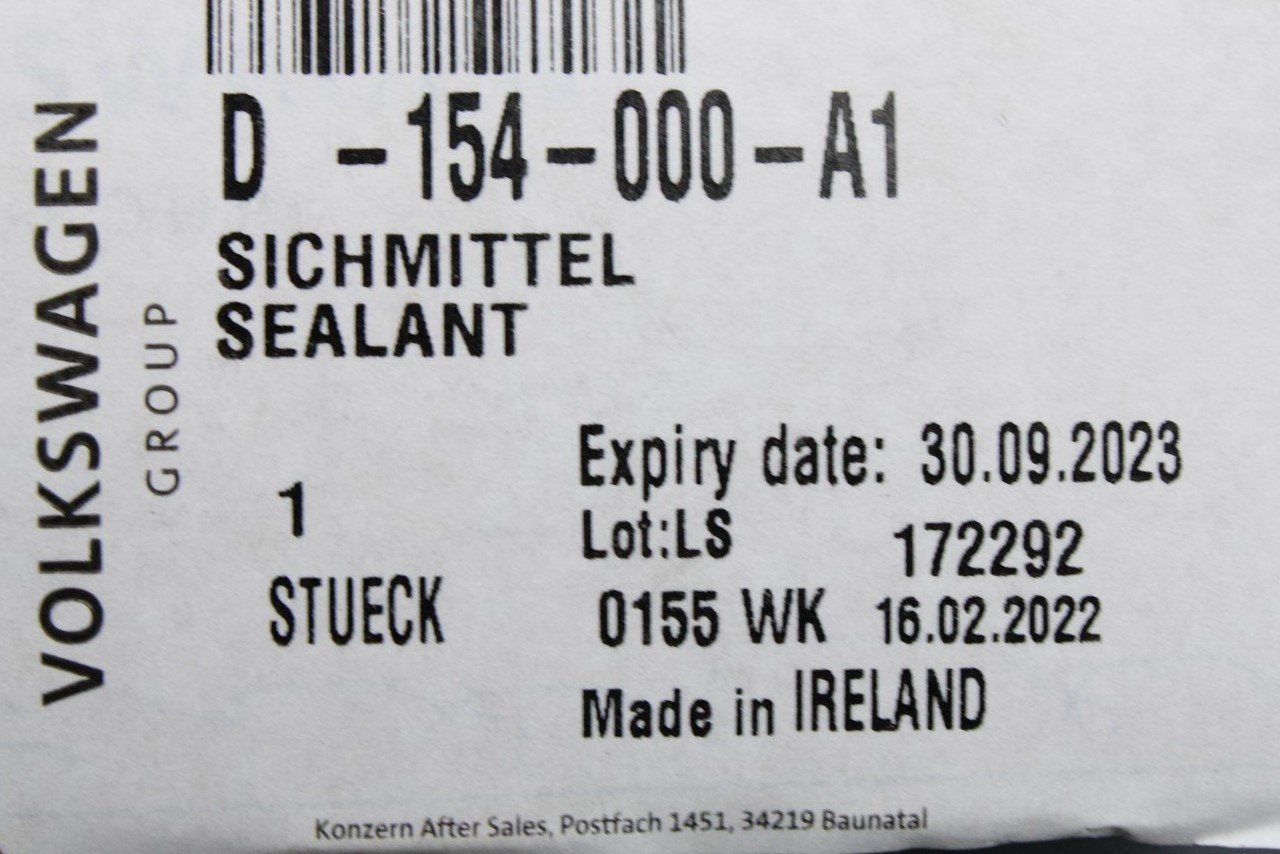 VOLKSWAGEN
GROUP
D -154-000-A1
SICHMITTEL
SEALANT
1
STUECK
Expiry date: 30.09.2023
Lot:LS 172292
0155 WK 16.02.2022
Made in IRELAND
Konzern After Sales, Postfach 1451, 34219 Baunatal